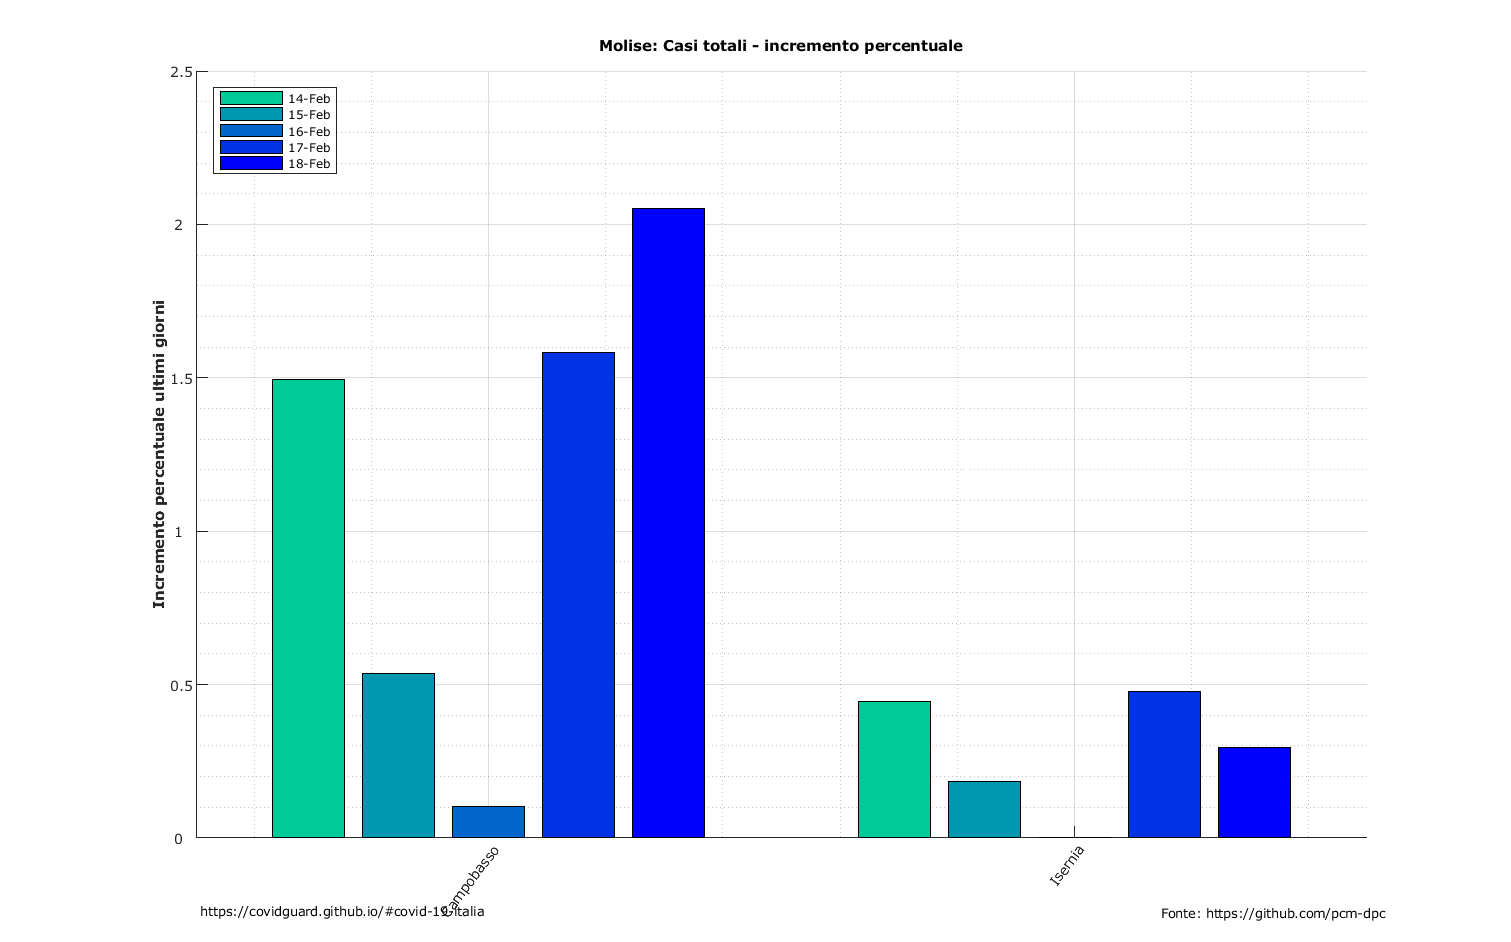 Molise: Casi totali - incremento percentuale
Incremento percentuale ultimi giorni
2.5
2
1.5
1
0.5
0
14-Feb
15-Feb
16-Feb
17-Feb
18-Feb
Campobasso
Isernia
https://covidguard.github.io/#covid-19-italia
Fonte: https://github.com/pcm-dpc